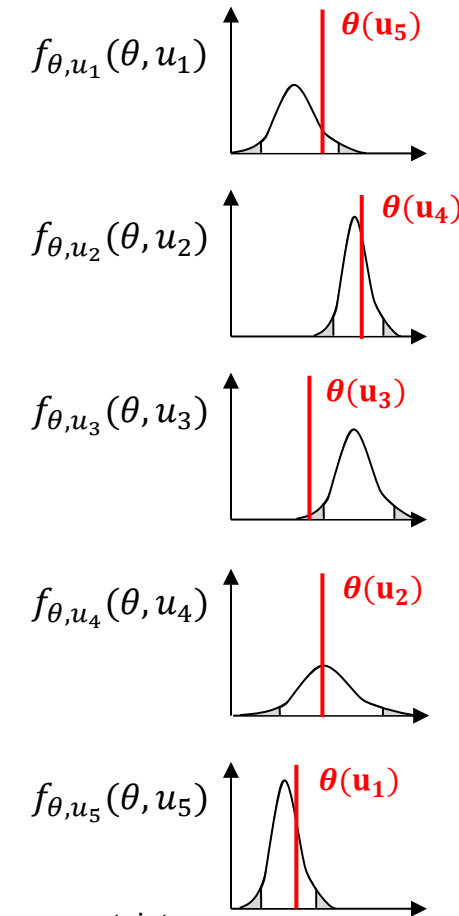 f_{θ,u_1}(θ, u_1)
θ(u_5)
f_{θ,u_2}(θ, u_2)
θ(u_4)
f_{θ,u_3}(θ, u_3)
θ(u_3)
f_{θ,u_4}(θ, u_4)
θ(u_2)
f_{θ,u_5}(θ, u_5)
θ(u_1)